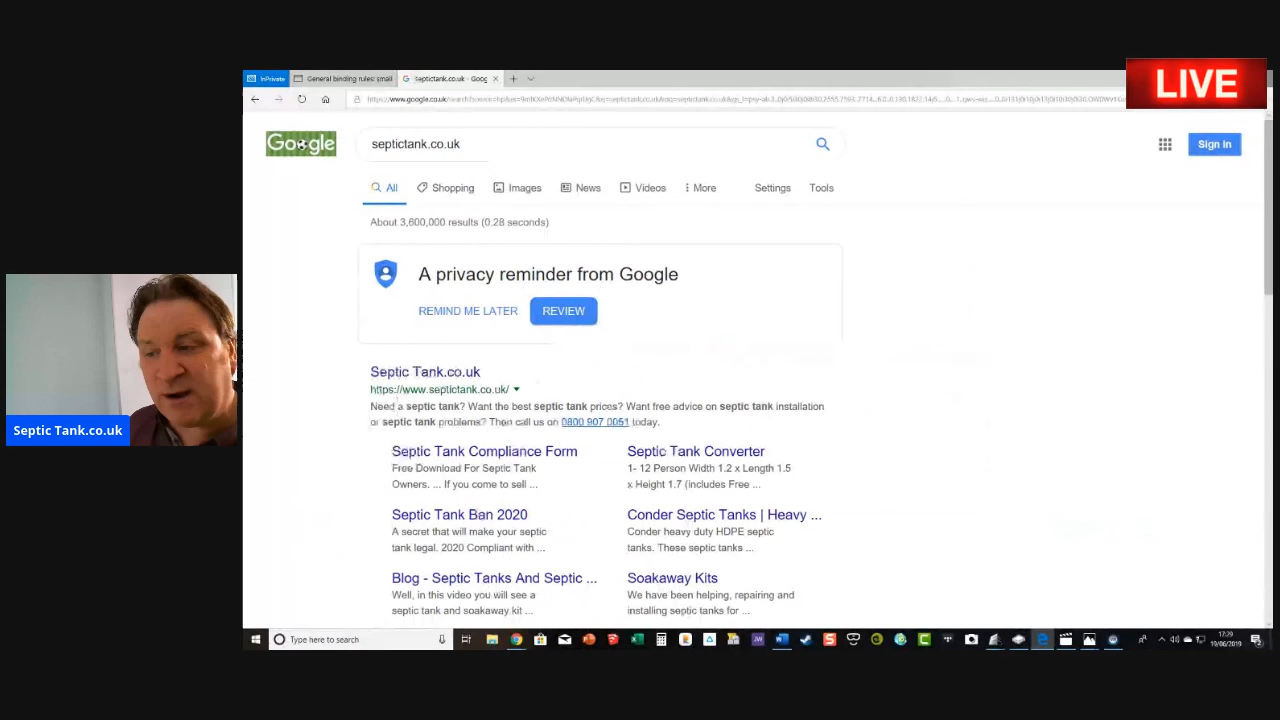 LIVE
InPrivate
General binding rules: small
septictank.co.uk - Goog
Google
septictank.co.uk
Sign in
All
Shopping
Images
News
Videos
More
Settings
Tools
About 3,600,000 results (0.28 seconds)
A privacy reminder from Google
REMIND ME LATER
REVIEW
Septic Tank.co.uk
https://www.septictank.co.uk/
Need a septic tank? Want the best septic tank prices? Want free advice on septic tank installation
or septic tank problems? Then call us on 0800 907 0051 today.
Septic Tank Compliance Form
Free Download For Septic Tank
Owners. ... If you come to sell ...
Septic Tank Converter
1- 12 Person Width 1.2 x Length 1.5
x Height 1.7 (includes Free ...
Septic Tank Ban 2020
A secret that will make your septic
tank legal. 2020 Compliant with ...
Conder Septic Tanks | Heavy ...
Conder heavy duty HDPE septic
tanks. These septic tanks ...
Blog - Septic Tanks And Septic ...
Well, in this video you will see a
septic tank and soakaway kit ...
Soakaway Kits
We have been helping, repairing and
installing septic tanks for ...
Septic Tank.co.uk
Type here to search
17:29
19/06/2019